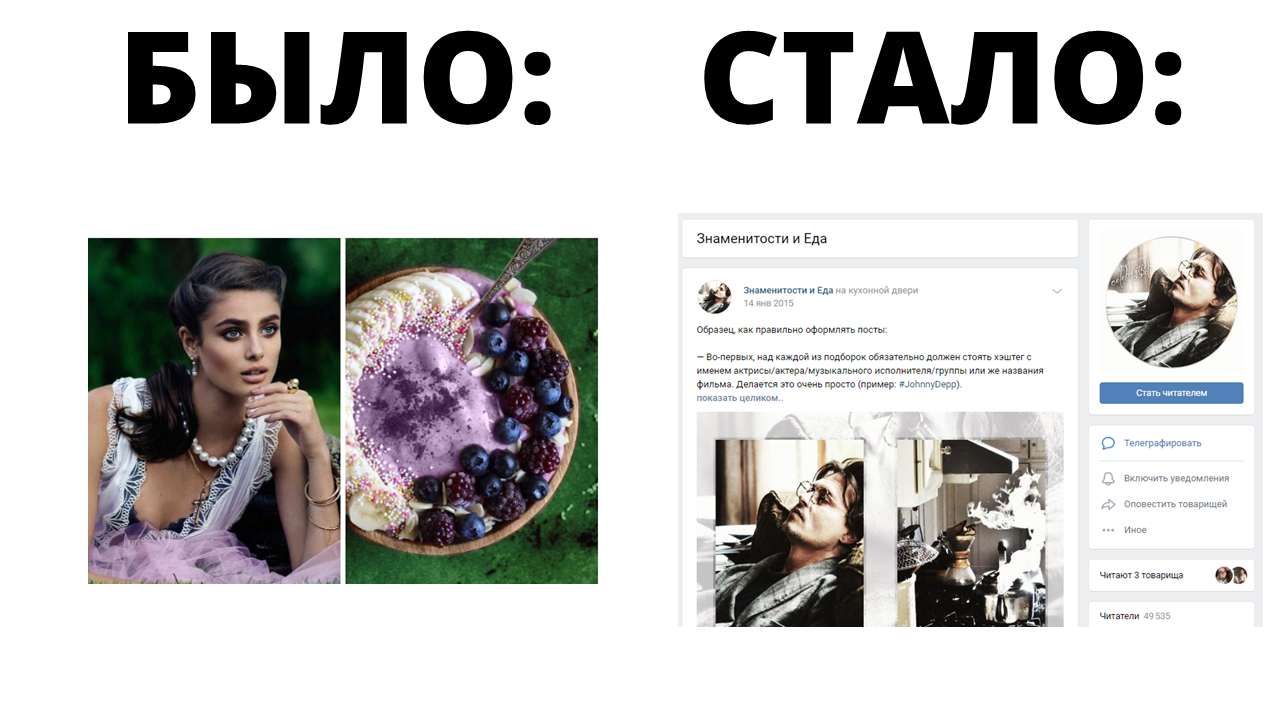 БЫЛО:
СТАЛО:
Знаменитости и Еда
Знаменитости и Еда на кухонной двери
14 янв 2015
Образец, как правильно оформлять посты:
— Во-первых, над каждой из подборок обязательно должен стоять хэштег с
именем актрисы/актера/музыкального исполнителя/группы или же названия
фильма. Делается это очень просто (пример: #JohnnyDepp).
показать целиком..
Стать читателем
Телеграфировать
Включить уведомления
Оповестить товарищей
Иное
Читают 3 товарища
Читатели 49 535